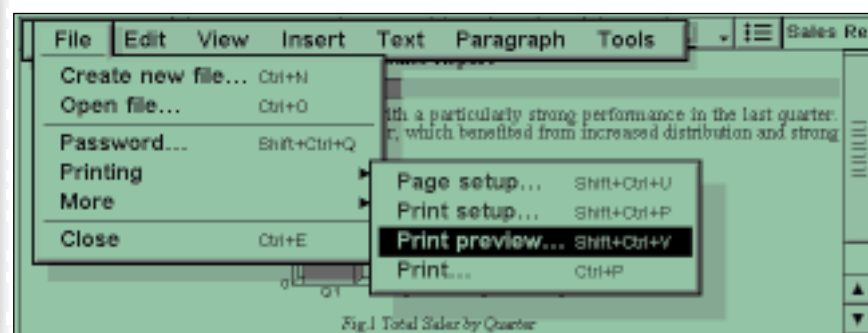 File Edit View Insert Text Paragraph Tools Sales Re
Create new file... Ctrl+N
Open file... Ctrl+O
ith a particularly strong performance in the last quarter.
r, which benefited from increased distribution and strong
Password... Shift+Ctrl+Q
Printing
More
Close Ctrl+E
Page setup... Shift+Ctrl+U
Print setup... Shift+Ctrl+P
Print preview... Shift+Ctrl+V
Print... Ctrl+P
0 Q1
Fig.1 Total Sales by Quarter